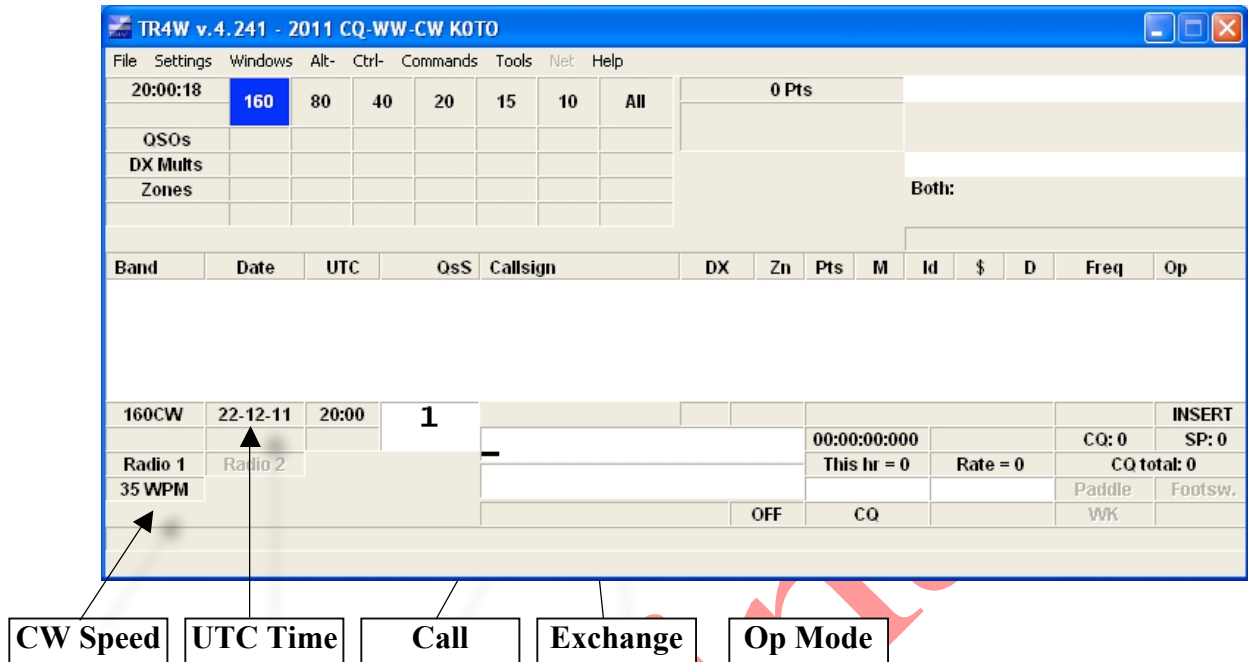 TR4W v.4.241 - 2011 CQ-WW-CW K0TO
File Settings Windows Alt- Ctrl- Commands Tools Net Help
20:00:18 160 80 40 20 15 10 All 0 Pts
QSOs
DX Mults
Zones Both:
Band Date UTC QsS Callsign DX Zn Pts M Id $ D Freq Op
160CW 22-12-11 20:00 1 INSERT
00:00:00:000 CQ: 0 SP: 0
Radio 1 Radio 2 This hr = 0 Rate = 0 CQ total: 0
35 WPM Paddle Footsw.
OFF CQ WK
CW Speed UTC Time Call Exchange Op Mode